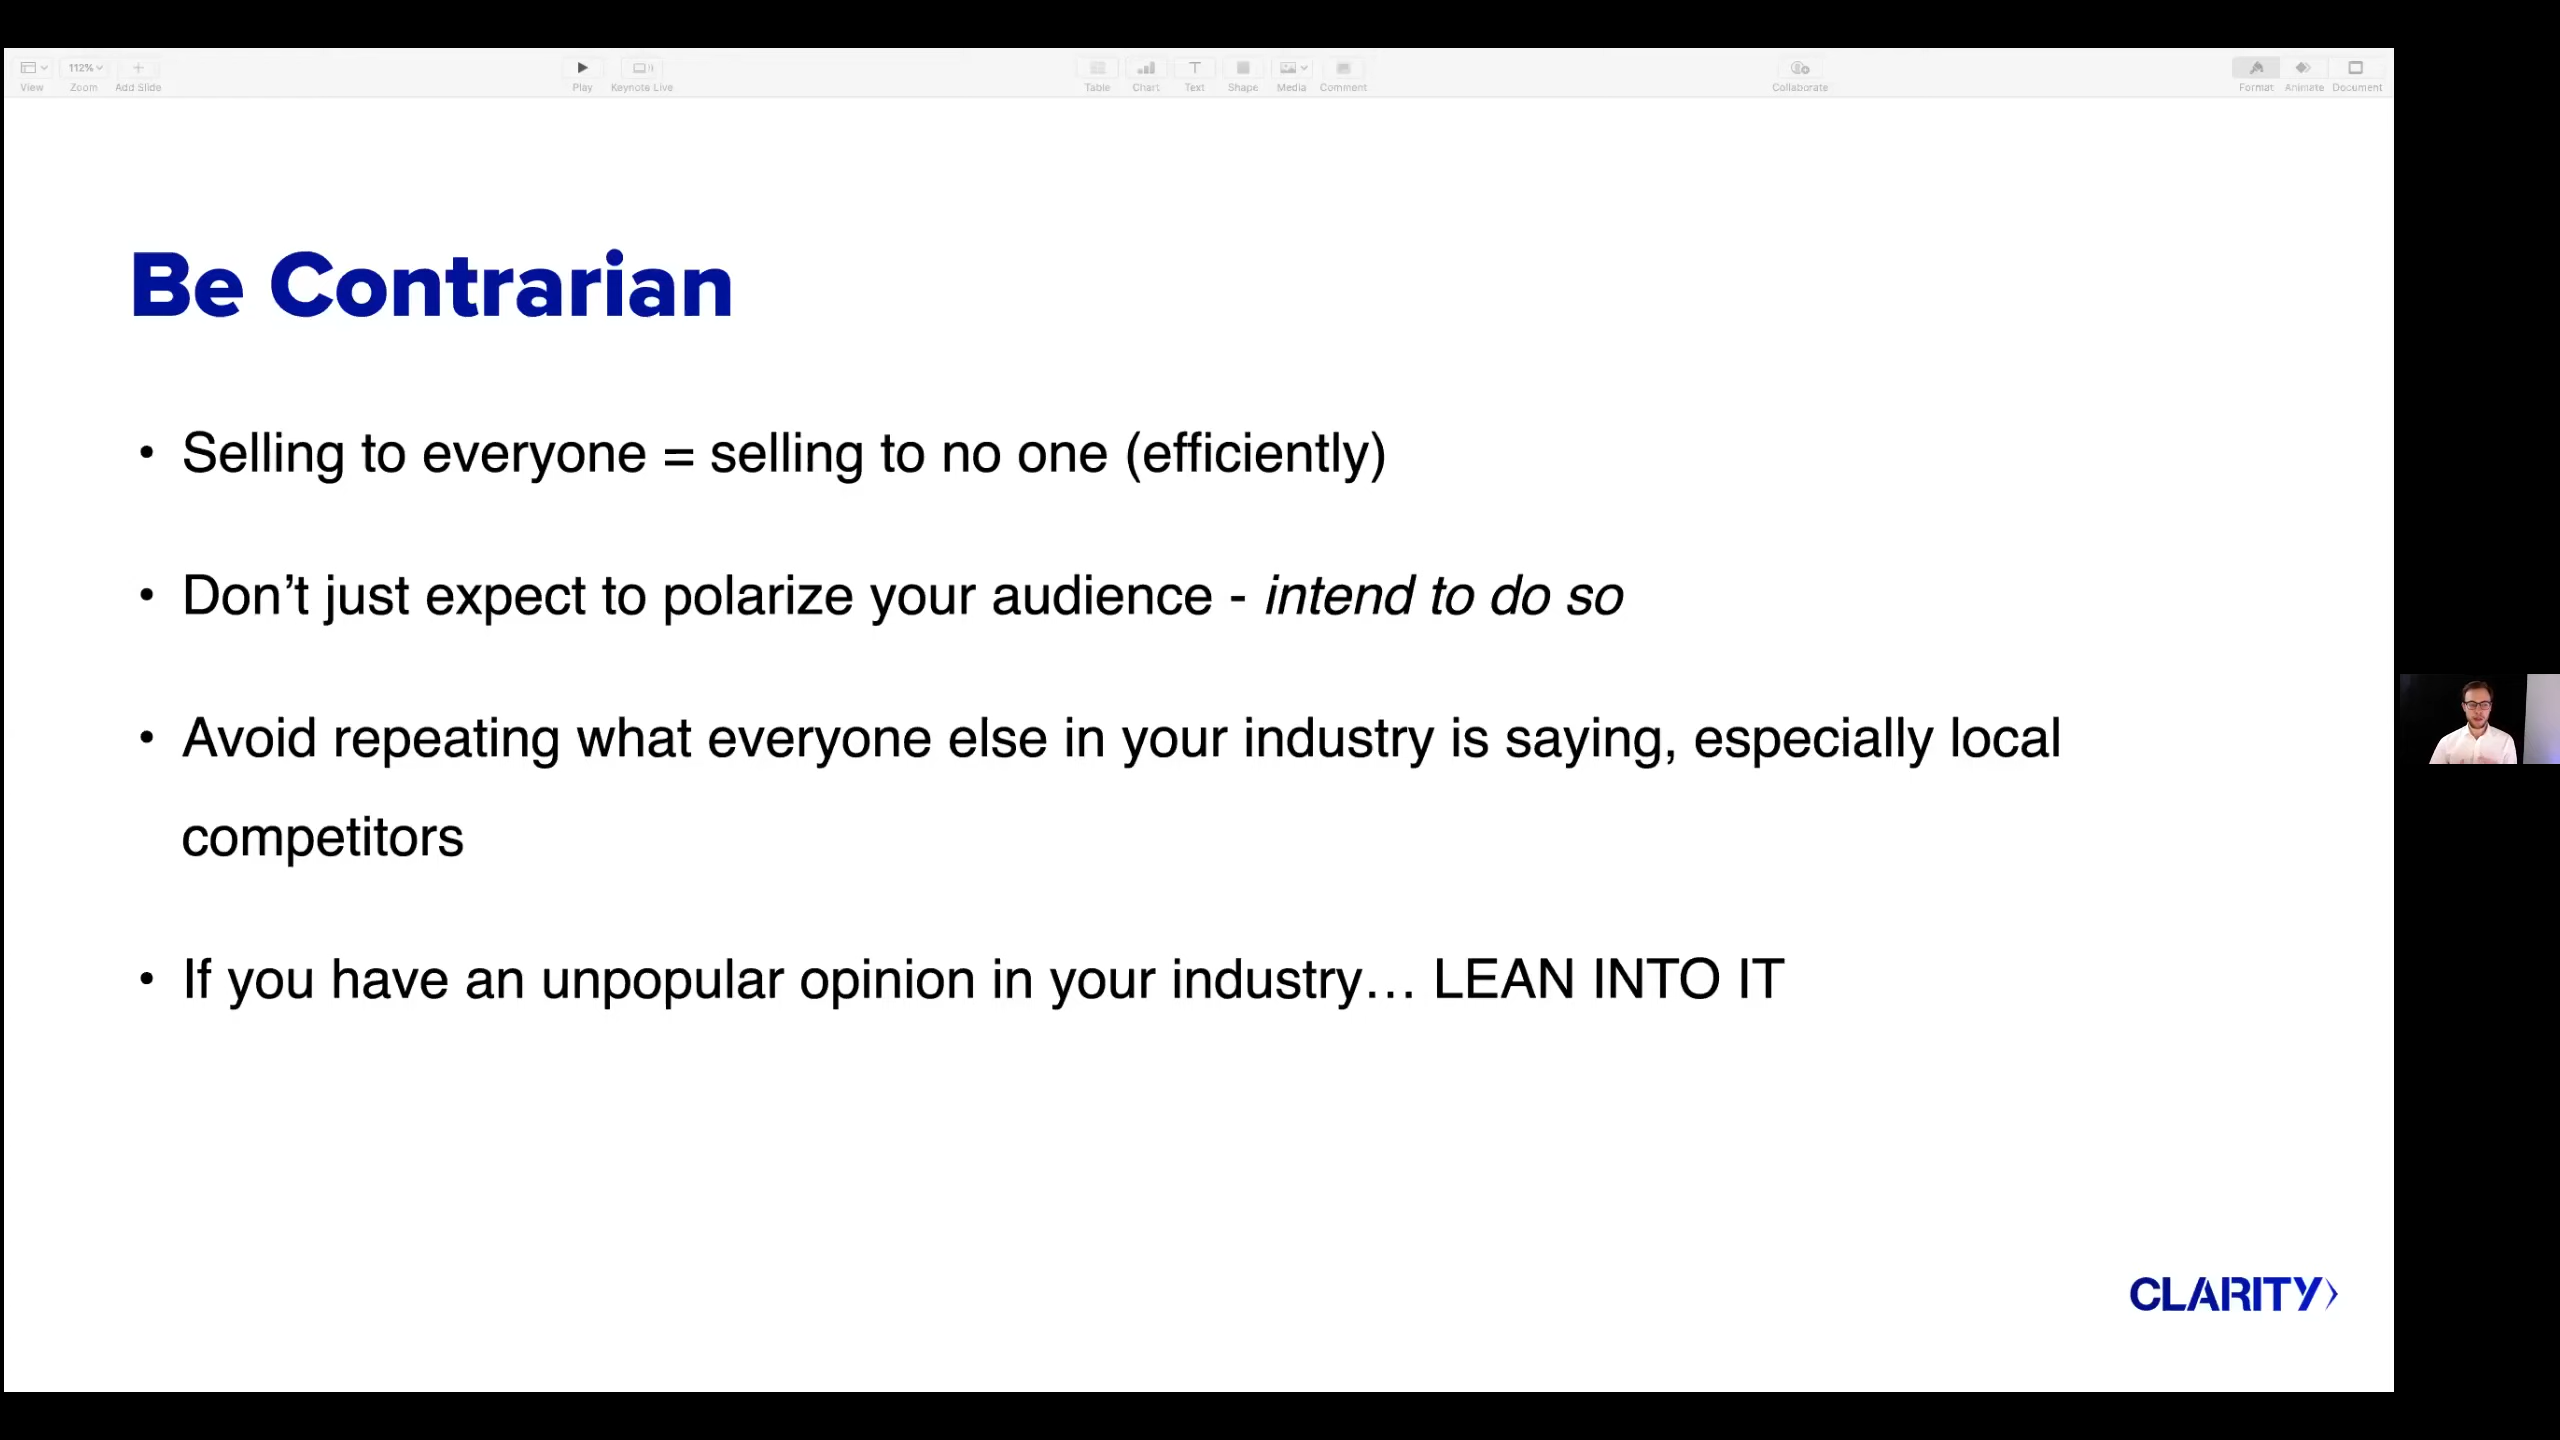 112%
View
Zoom
Add Slide
Play
Keynote Live
Table
Chart
Text
Shape
Media
Comment
Collaborate
Format
Animate
Document
Be Contrarian
• Selling to everyone = selling to no one (efficiently)
• Don’t just expect to polarize your audience - intend to do so
• Avoid repeating what everyone else in your industry is saying, especially local
competitors
• If you have an unpopular opinion in your industry… LEAN INTO IT
CLARITY